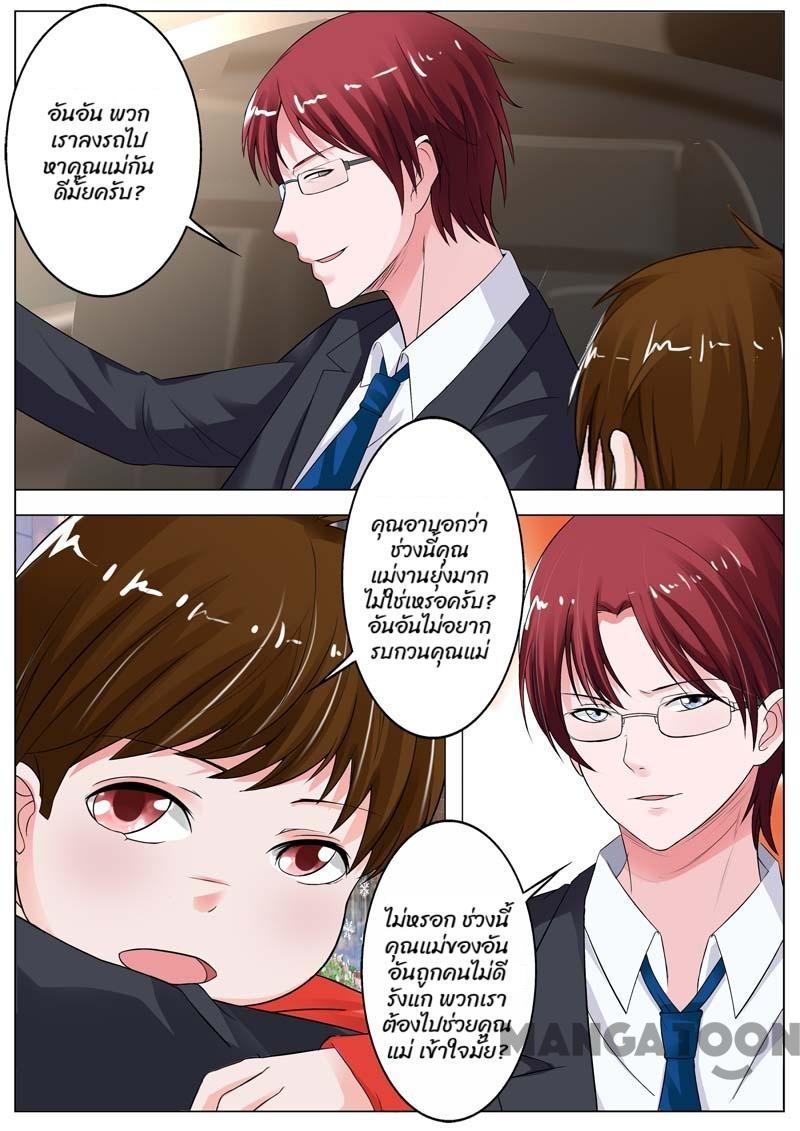 อันอัน พวก
เราลงรถไป
หาคุณแม่กัน
ดีมั้ยครับ?
คุณอาบอกว่า
ช่วงนี้คุณ
แม่งานยุ่งมาก
ไม่ใช่เหรอครับ?
อันอันไม่อยาก
รบกวนคุณแม่
ไม่หรอก ช่วงนี้
คุณแม่ของอัน
อันถูกคนไม่ดี
รังแก พวกเรา
ต้องไปช่วยคุณ
แม่ เข้าใจมั้ย?
MANGATOON